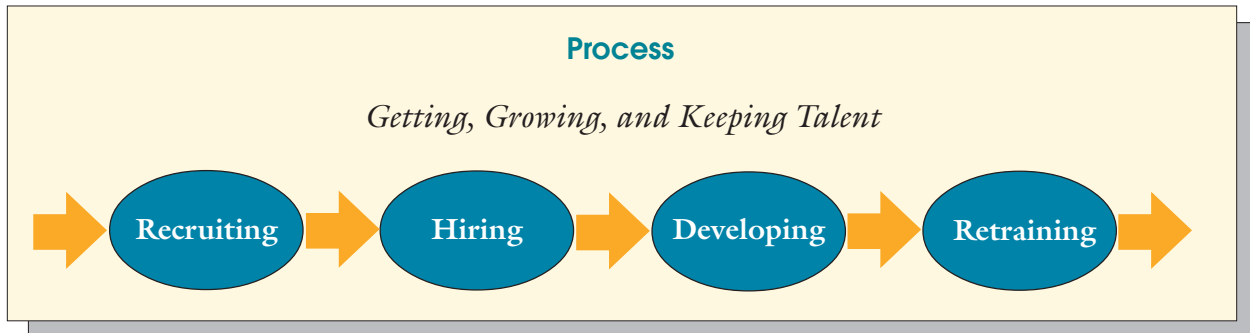 Process
Getting, Growing, and Keeping Talent
Recruiting Hiring Developing Retraining